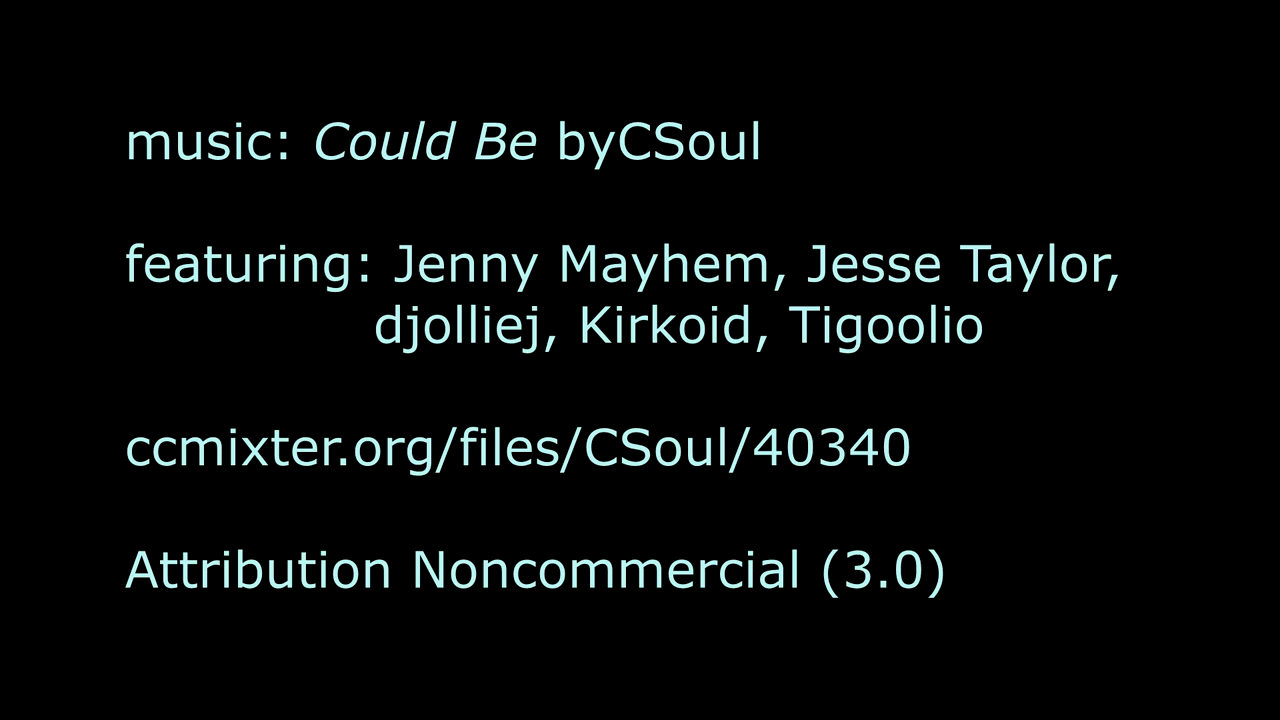 music: Could Be byCSoul
featuring: Jenny Mayhem, Jesse Taylor,
djolliej, Kirkoid, Tigoolio
ccmixter.org/files/CSoul/40340
Attribution Noncommercial (3.0)